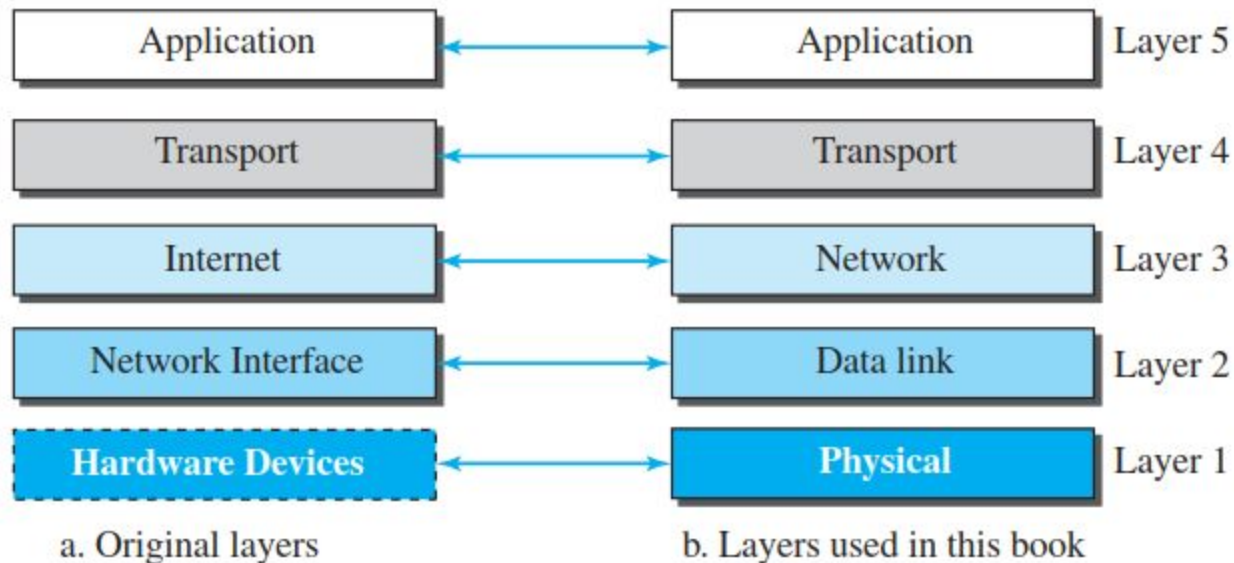 Application
Application
Layer 5
Transport
Transport
Layer 4
Internet
Network
Layer 3
Network Interface
Data link
Layer 2
Hardware Devices
Physical
Layer 1
a. Original layers
b. Layers used in this book